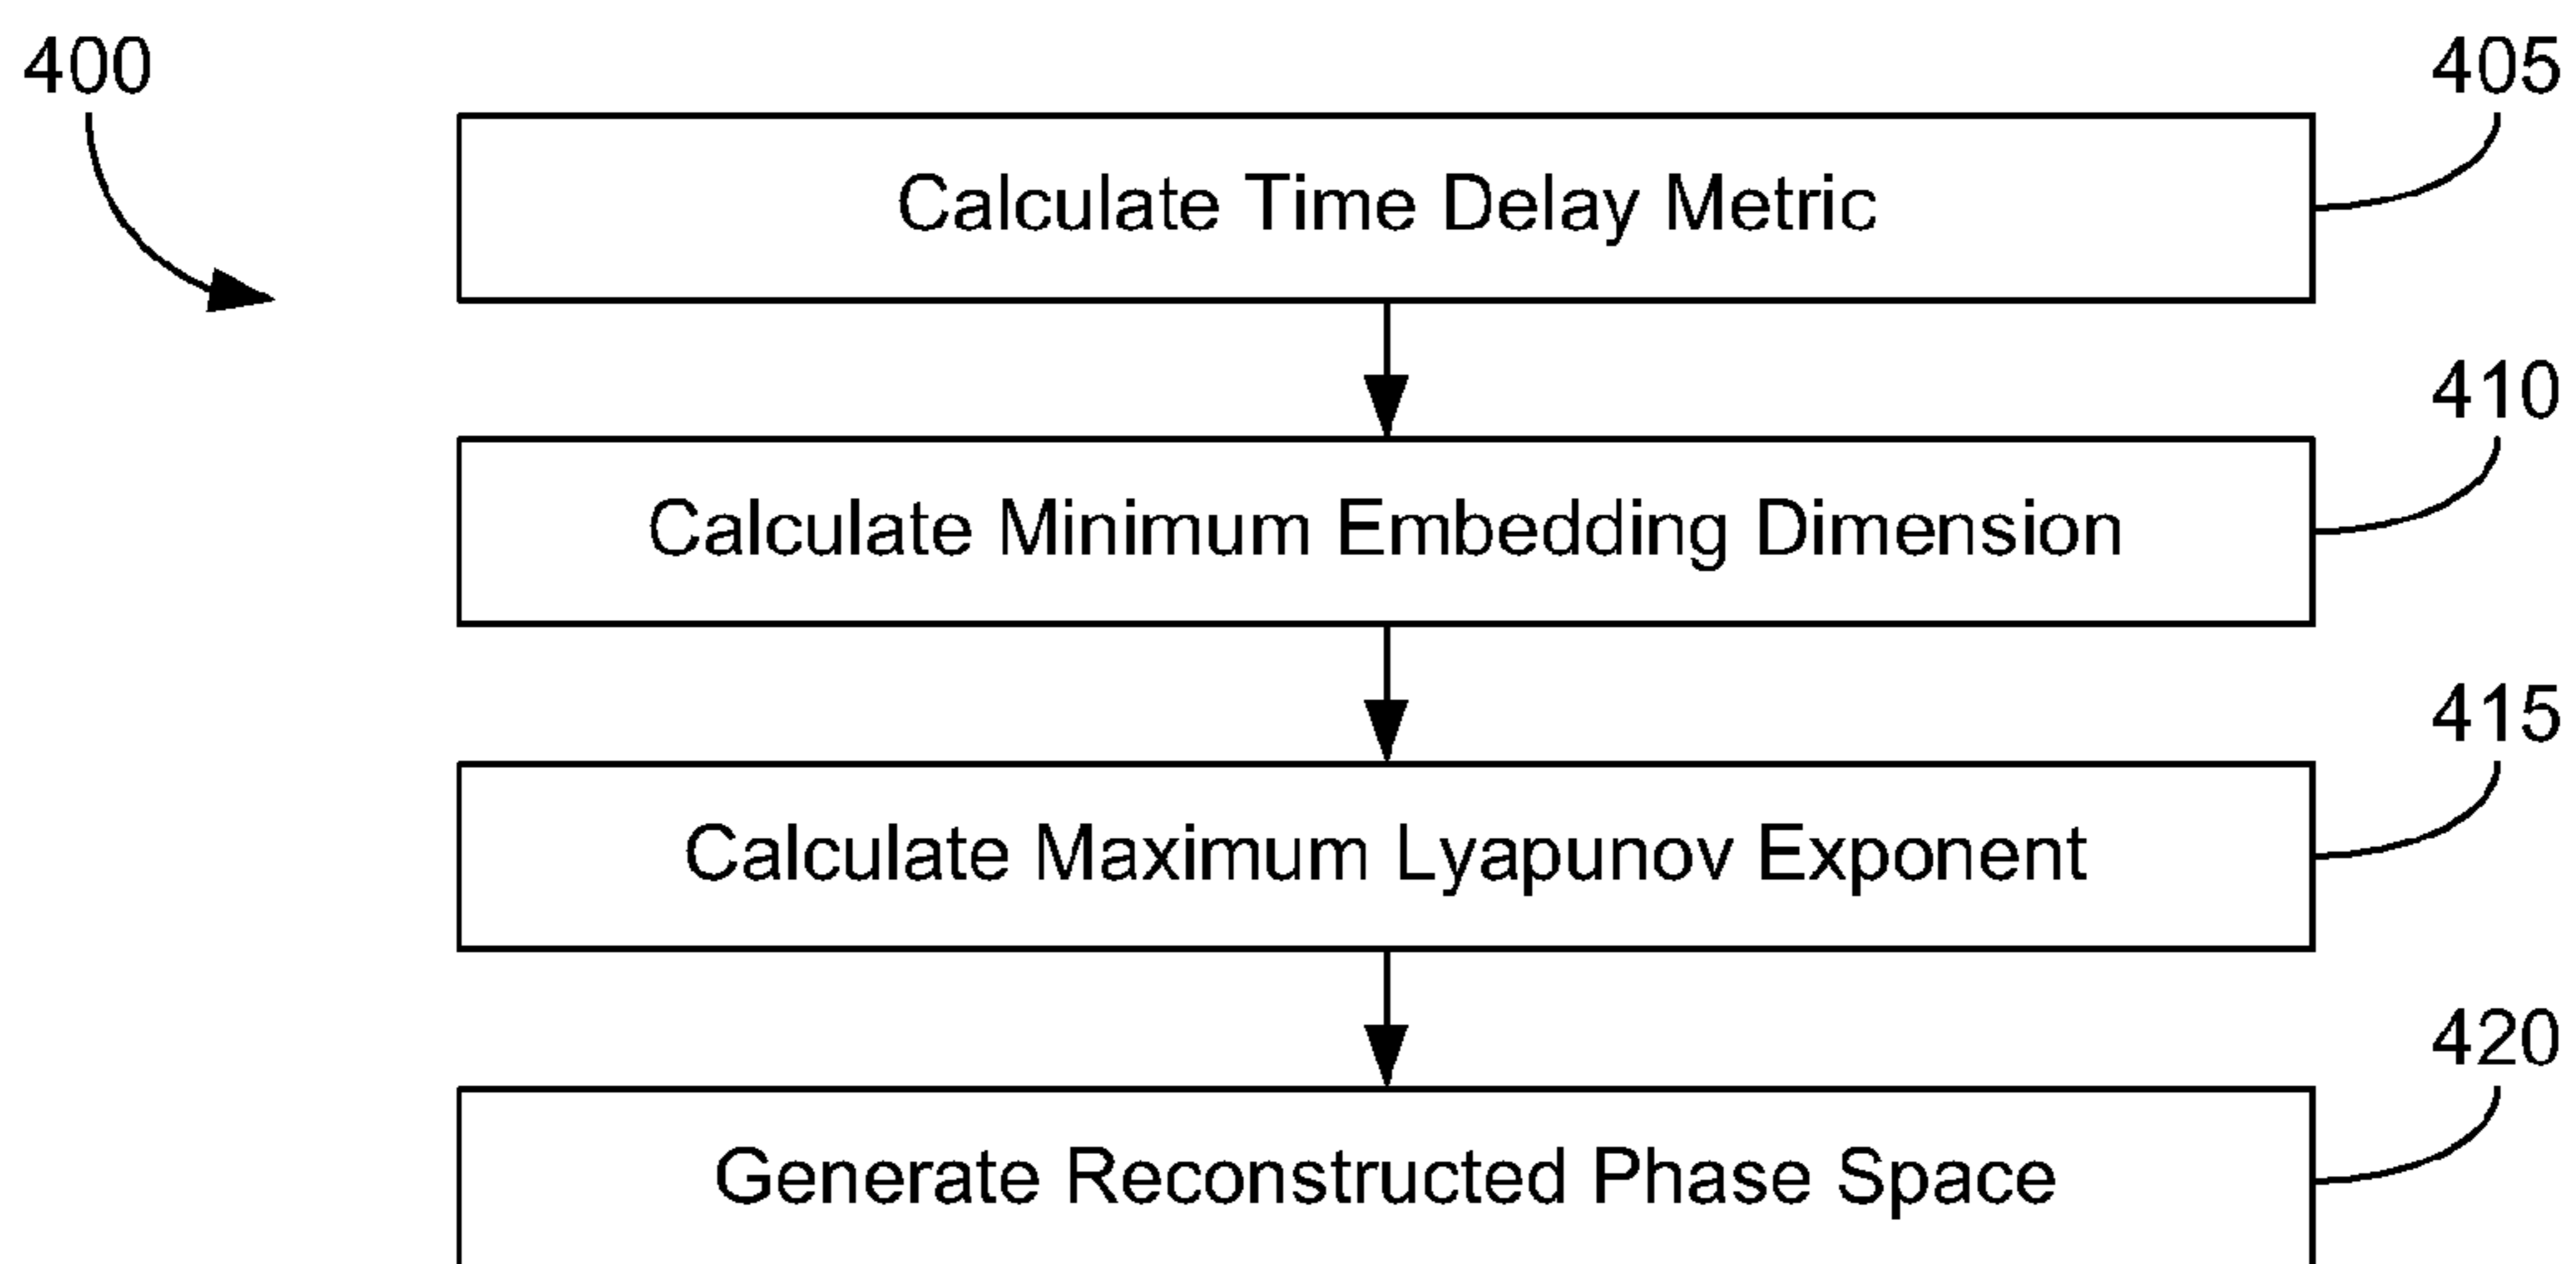 400
405
Calculate Time Delay Metric
410
Calculate Minimum Embedding Dimension
415
Calculate Maximum Lyapunov Exponent
420
Generate Reconstructed Phase Space